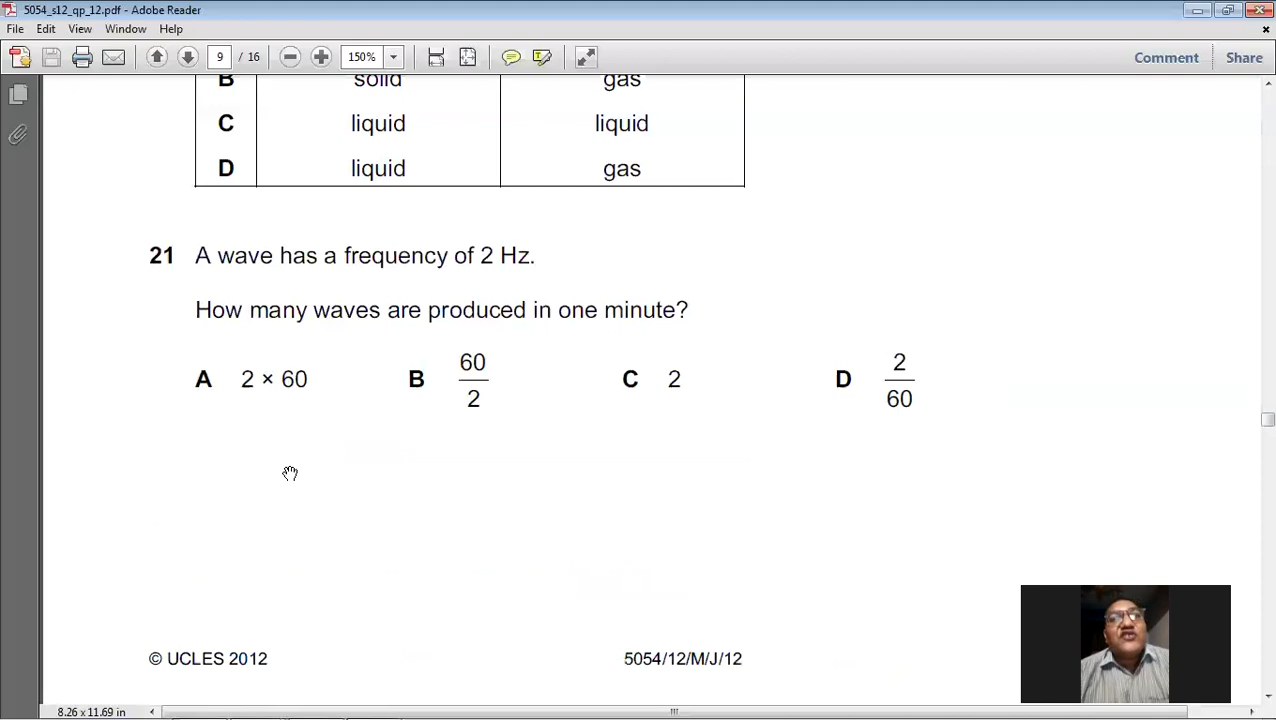 5054_s12_qp_12.pdf - Adobe Reader
File Edit View Window Help
9 / 16 150% Comment Share
B solid gas
C liquid liquid
D liquid gas
21 A wave has a frequency of 2 Hz.
How many waves are produced in one minute?
A 2 × 60 B 60/2 C 2 D 2/60
© UCLES 2012 5054/12/M/J/12
8.26 x 11.69 in